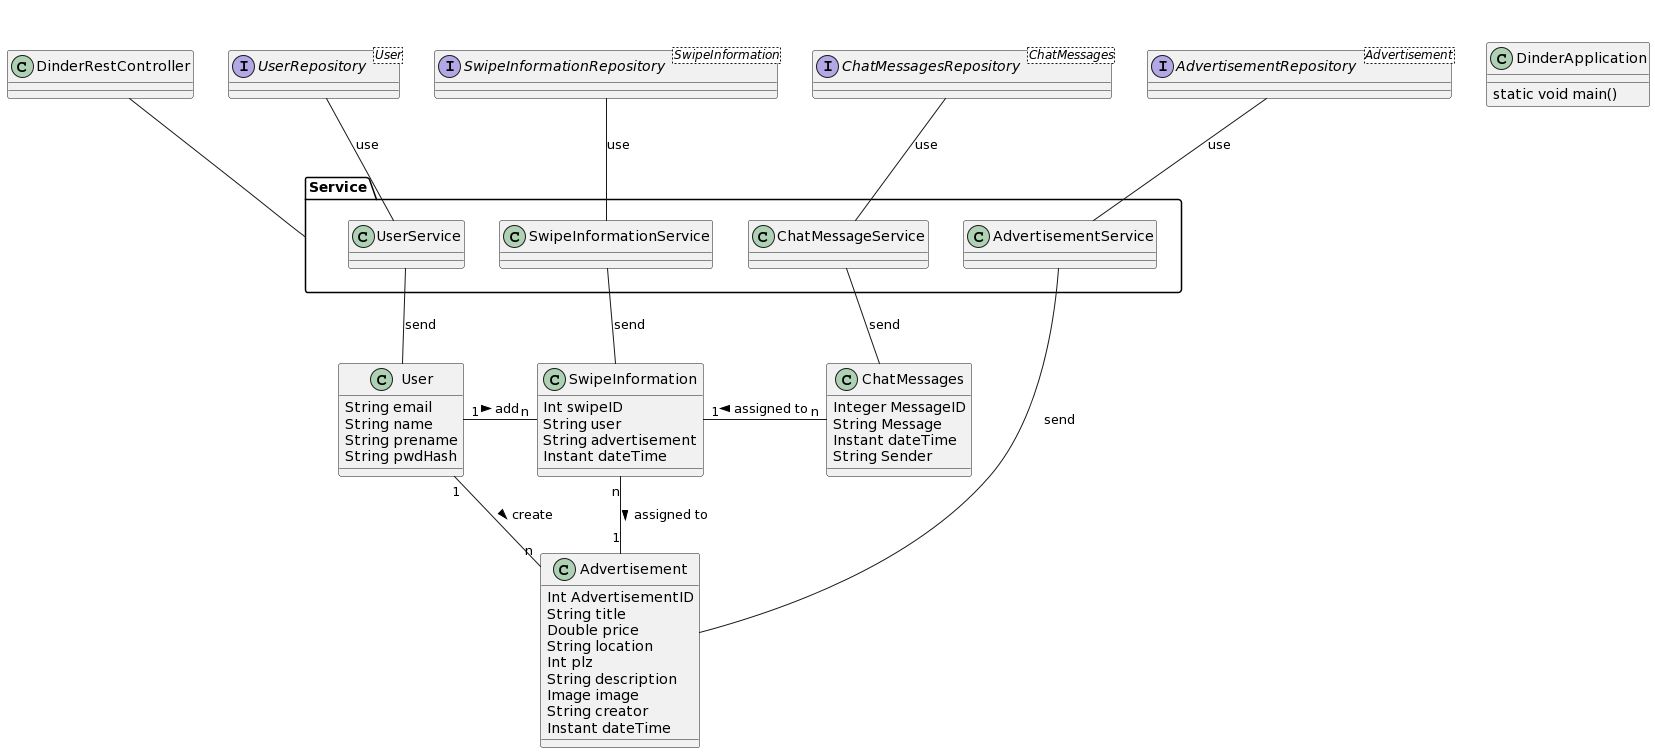 C DinderRestController
I UserRepository User
I SwipeInformationRepository SwipeInformation
I ChatMessagesRepository ChatMessages
I AdvertisementRepository Advertisement
C DinderApplication
static void main()
use
use
use
use
Service
C UserService
C SwipeInformationService
C ChatMessageService
C AdvertisementService
send
send
send
send
C User
String email
String name
String prename
String pwdHash
1 add n
C SwipeInformation
Int swipeID
String user
String advertisement
Instant dateTime
1 assigned to n
C ChatMessages
Integer MessageID
String Message
Instant dateTime
String Sender
1
create
n
n
assigned to
1
C Advertisement
Int AdvertisementID
String title
Double price
String location
Int plz
String description
Image image
String creator
Instant dateTime